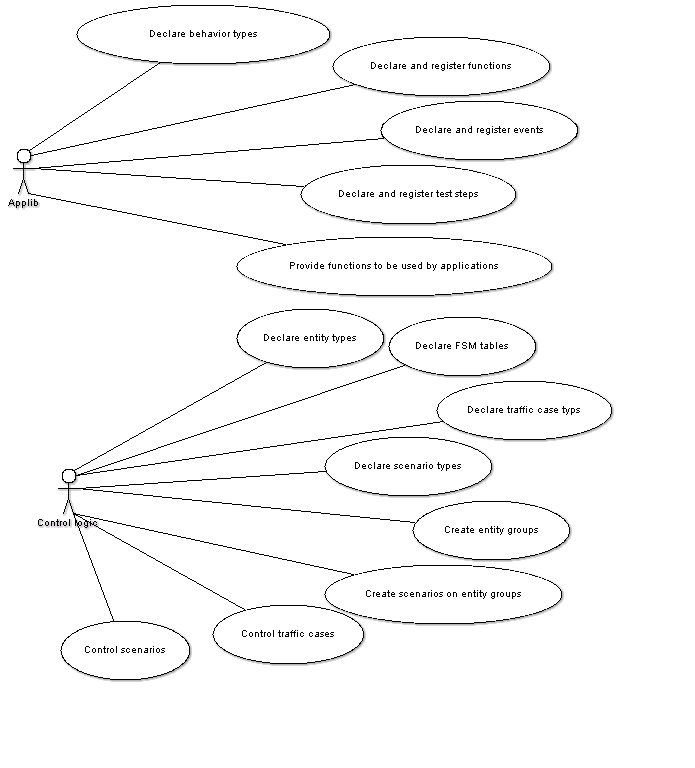 Declare behavior types
Declare and register functions
Declare and register events
Declare and register test steps
Applib
Provide functions to be used by applications
Declare entity types
Declare FSM tables
Declare traffic case typs
Declare scenario types
Control logic
Create entity groups
Create scenarios on entity groups
Control traffic cases
Control scenarios